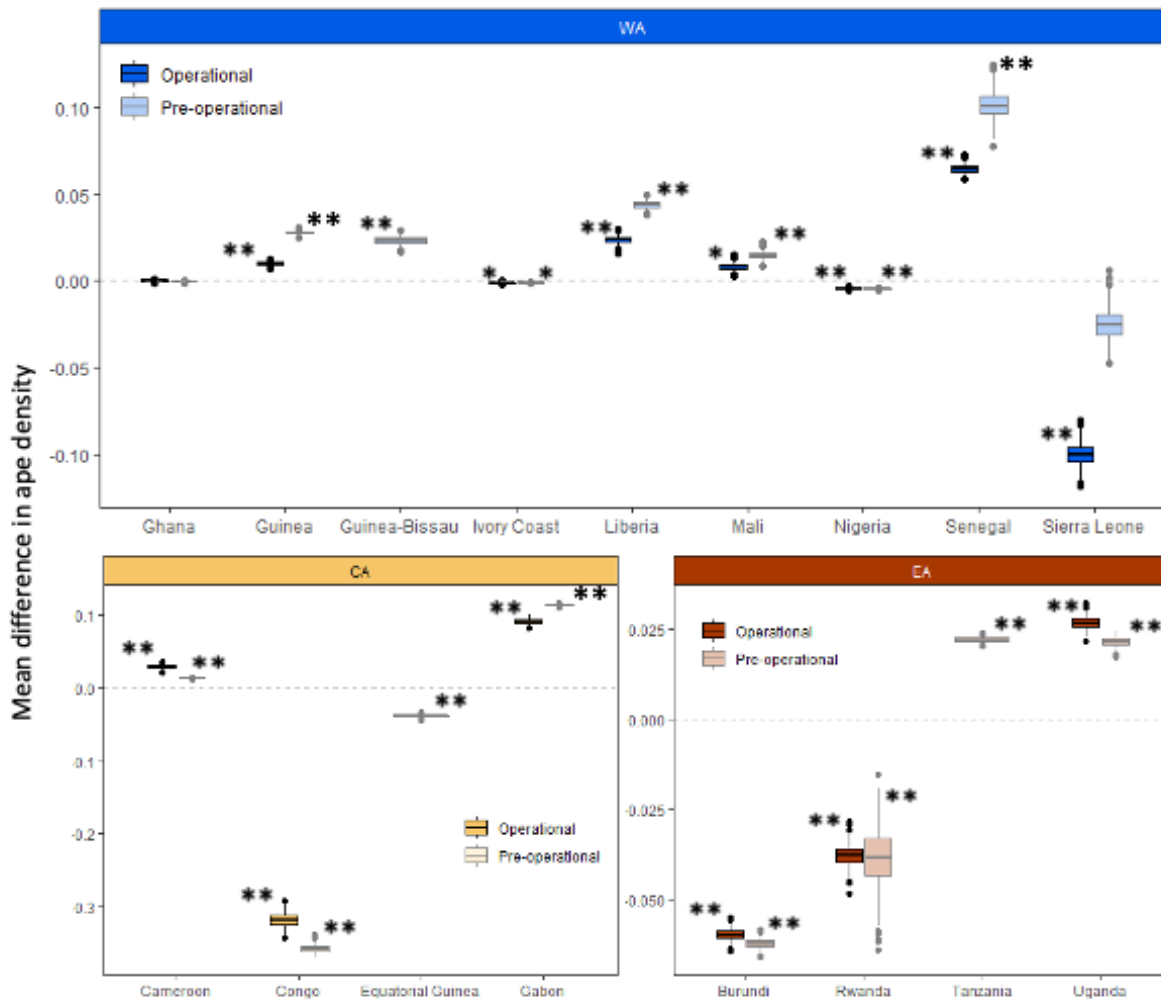 WA
Operational
Pre-operational
** ** ** ** ** * * ** ** * ** ** ** ** ** **
0.10
0.05
0.00
-0.05
-0.10
Mean difference in ape density
Ghana Guinea Guinea-Bissau Ivory Coast Liberia Mali Nigeria Senegal Sierra Leone
CA
0.1
0.0
-0.1
-0.2
-0.3
** ** ** ** ** ** **
Operational
Pre-operational
Cameroon Congo Equatorial Guinea Gabon
EA
0.025
0.000
-0.025
-0.050
Operational
Pre-operational
** ** ** ** ** ** **
Burundi Rwanda Tanzania Uganda